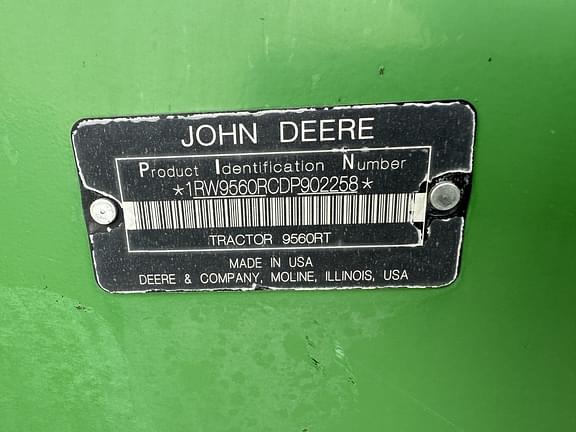 JOHN DEERE
Product Identification Number
*1RW9560RCDP902258*
TRACTOR 9560RT
MADE IN USA
DEERE & COMPANY, MOLINE, ILLINOIS, USA